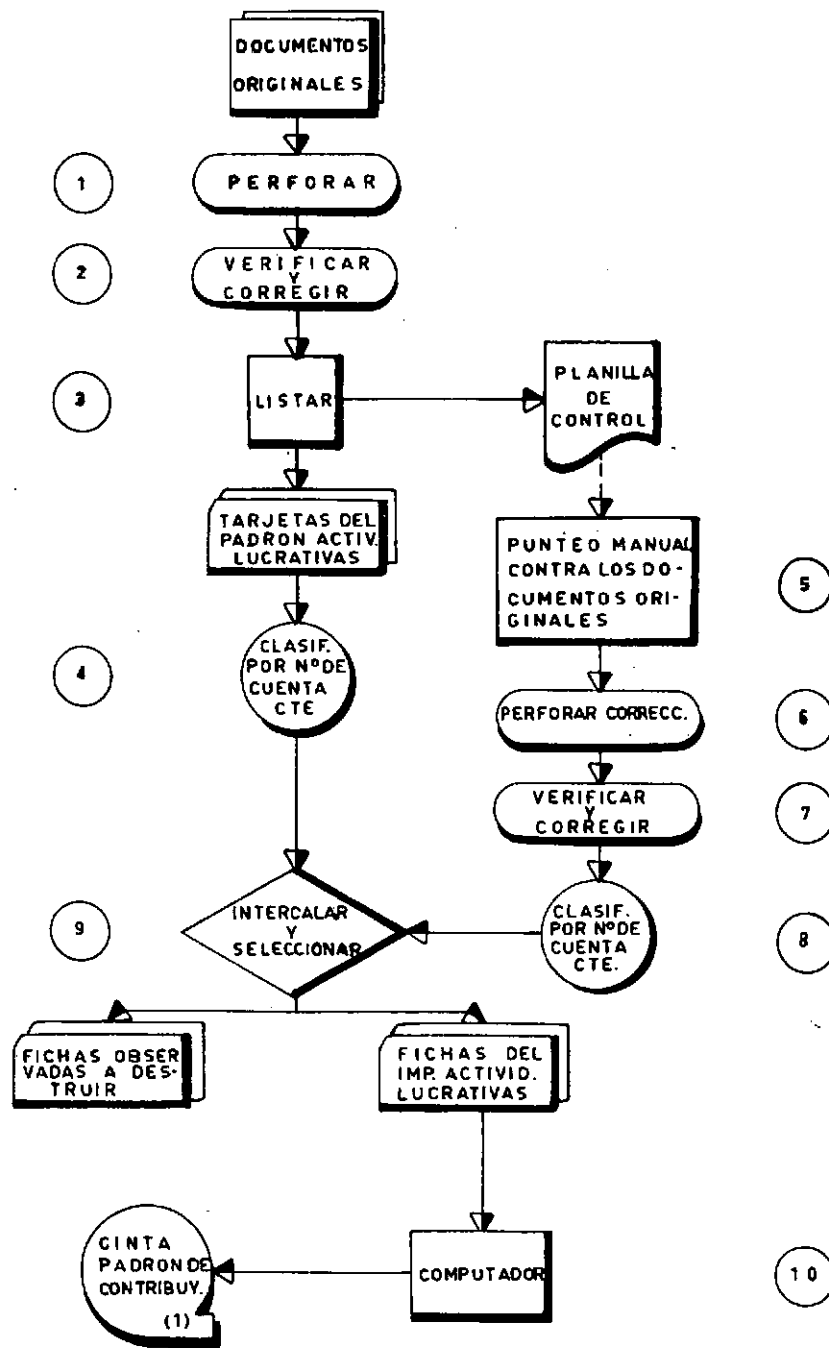 DOCUMENTOS
ORIGINALES
1
PERFORAR
2
VERIFICAR
Y
CORREGIR
3
LISTAR
PLANILLA
DE
CONTROL
TARJETAS DEL
PADRON ACTIV.
LUCRATIVAS
PUNTEO MANUAL
CONTRA LOS DO-
CUMENTOS ORI-
GINALES
5
4
CLASIF.
POR Nº DE
CUENTA
CTE
PERFORAR CORRECC.
6
VERIFICAR
Y
CORREGIR
7
9
INTERCALAR
Y
SELECCIONAR
CLASIF.
POR Nº DE
CUENTA
CTE.
8
FICHAS OBSER
VADAS A DES-
TRUIR
FICHAS DEL
IMP. ACTIVID.
LUCRATIVAS
CINTA
PADRON DE
CONTRIBUY.
(1)
COMPUTADOR
10